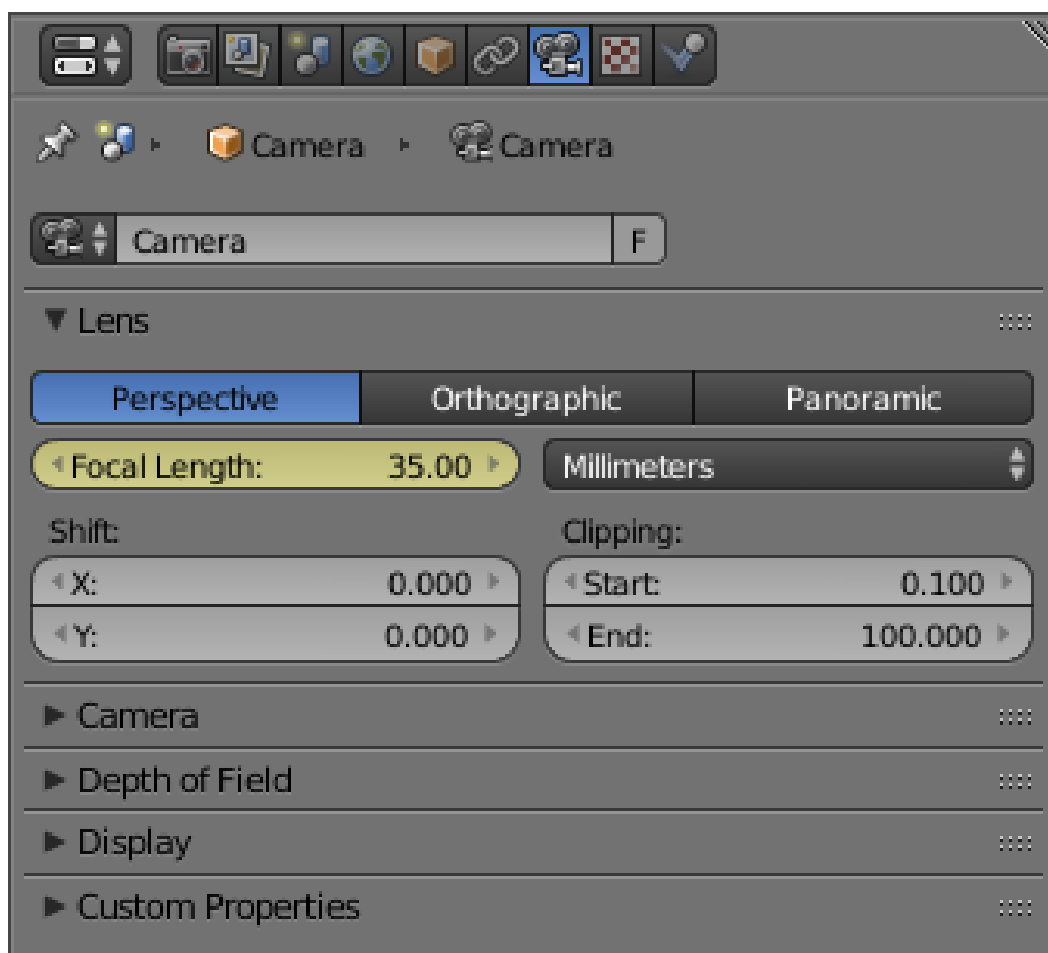 Camera Camera
Camera F
Lens
Perspective Orthographic Panoramic
Focal Length: 35.00 Millimeters
Shift: Clipping:
X: 0.000 Start: 0.100
Y: 0.000 End: 100.000
Camera
Depth of Field
Display
Custom Properties